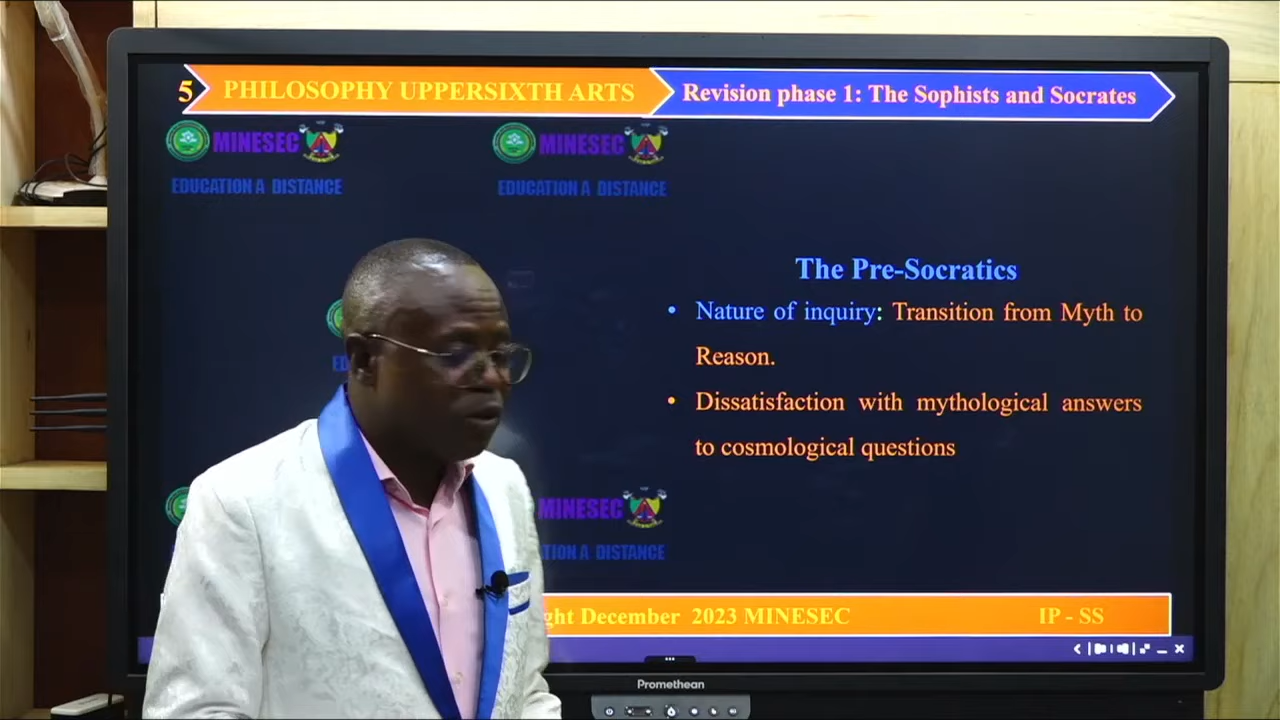 5 PHILOSOPHY UPPERSIXTH ARTS Revision phase 1: The Sophists and Socrates
MINESEC MINESEC
EDUCATION A DISTANCE EDUCATION A DISTANCE
The Pre-Socratics
• Nature of inquiry: Transition from Myth to
Reason.
• Dissatisfaction with mythological answers
to cosmological questions
MINESEC
A DISTANCE
December 2023 MINESEC IP - SS
Promethean